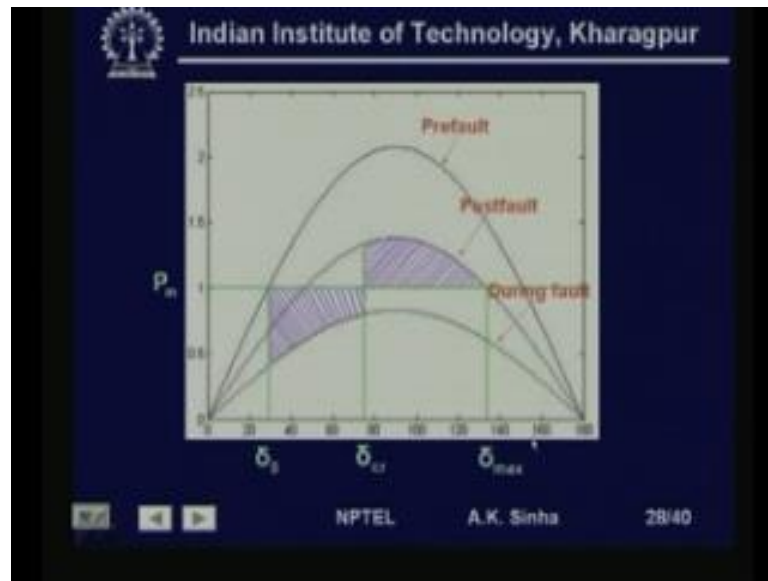 Indian Institute of Technology, Kharagpur
2.5
Prefault
2
Postfault
1.5
Pm
1
During fault
0.5
0
0 20 40 60 80 100 120 140 160 180
δ0
δcr
δmax
NPTEL
A.K. Sinha
28/40